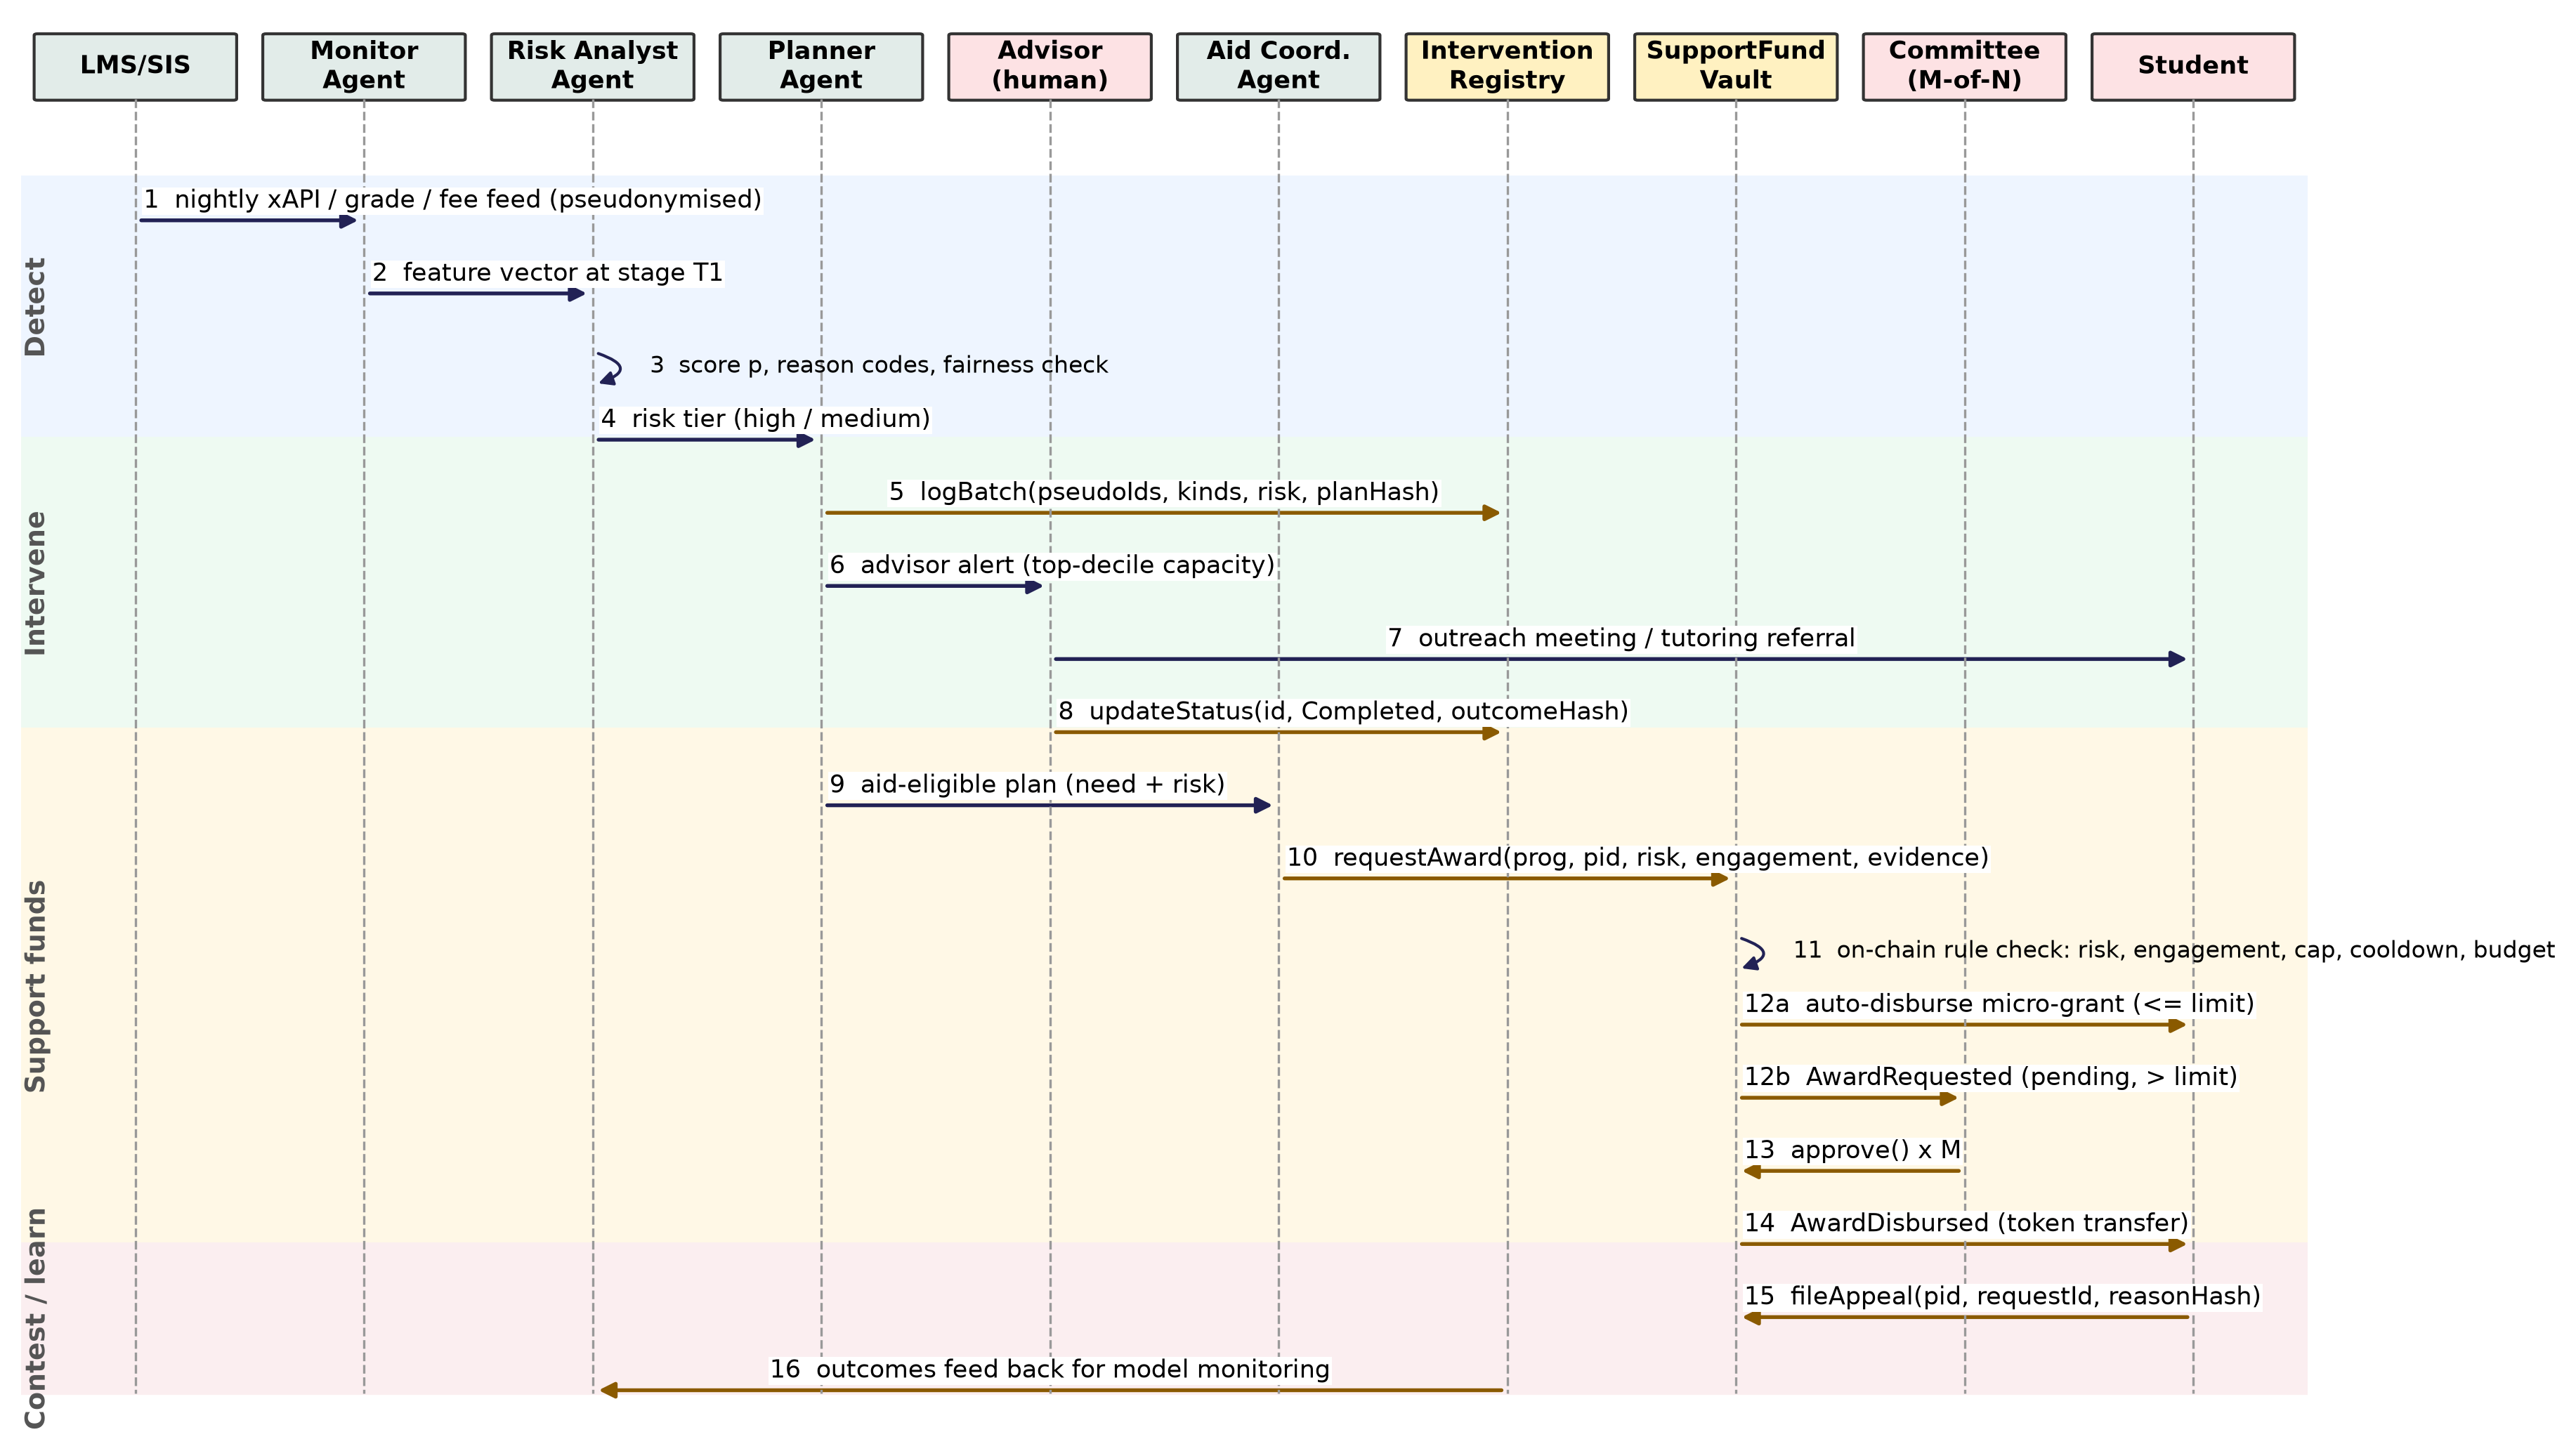 LMS/SIS
Monitor
Agent
Risk Analyst
Agent
Planner
Agent
Advisor
(human)
Aid Coord.
Agent
Intervention
Registry
SupportFund
Vault
Committee
(M-of-N)
Student
Detect
1 nightly xAPI / grade / fee feed (pseudonymised)
2 feature vector at stage T1
3 score p, reason codes, fairness check
4 risk tier (high / medium)
Intervene
5 logBatch(pseudoIds, kinds, risk, planHash)
6 advisor alert (top-decile capacity)
7 outreach meeting / tutoring referral
8 updateStatus(id, Completed, outcomeHash)
Support funds
9 aid-eligible plan (need + risk)
10 requestAward(prog, pid, risk, engagement, evidence)
11 on-chain rule check: risk, engagement, cap, cooldown, budget
12a auto-disburse micro-grant (<= limit)
12b AwardRequested (pending, > limit)
13 approve() x M
14 AwardDisbursed (token transfer)
Contest / learn
15 fileAppeal(pid, requestId, reasonHash)
16 outcomes feed back for model monitoring